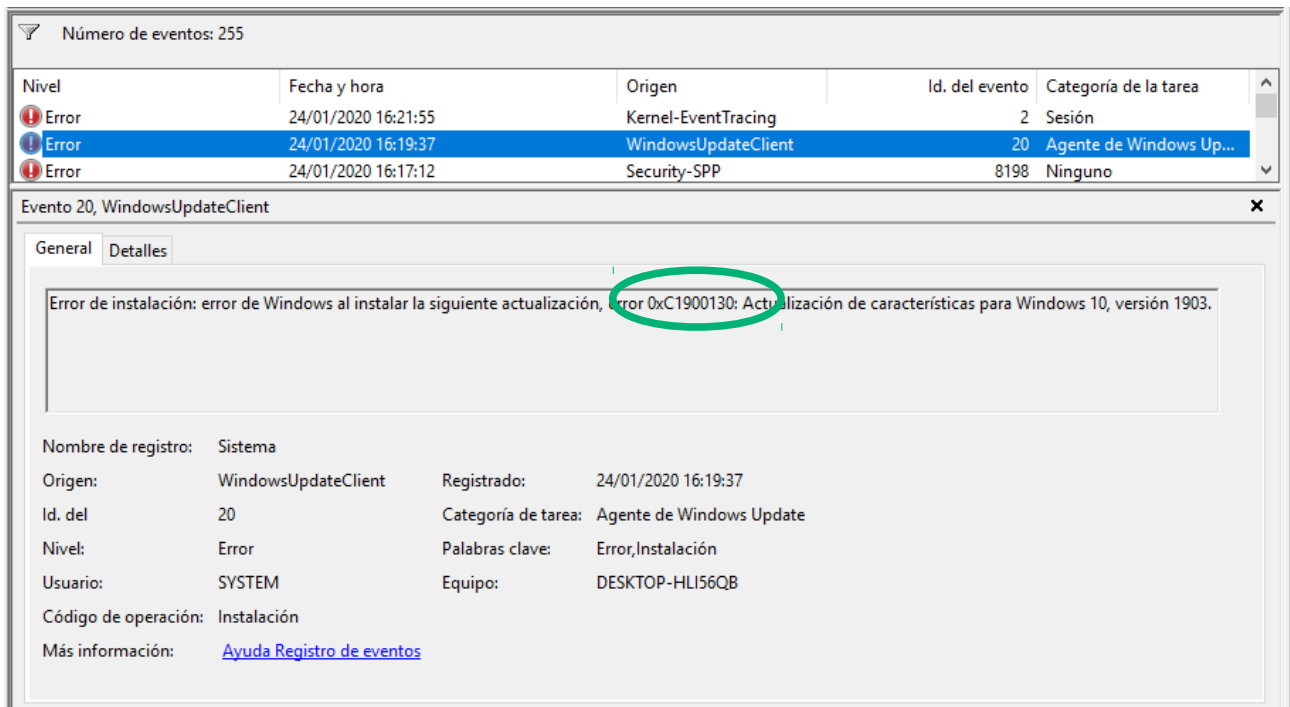 Número de eventos: 255
Nivel Fecha y hora Origen Id. del evento Categoría de la tarea
Error 24/01/2020 16:21:55 Kernel-EventTracing 2 Sesión
Error 24/01/2020 16:19:37 WindowsUpdateClient 20 Agente de Windows Up...
Error 24/01/2020 16:17:12 Security-SPP 8198 Ninguno
Evento 20, WindowsUpdateClient
General Detalles
Error de instalación: error de Windows al instalar la siguiente actualización, error 0xC1900130: Actualización de características para Windows 10, versión 1903.
Nombre de registro: Sistema
Origen: WindowsUpdateClient Registrado: 24/01/2020 16:19:37
Id. del 20 Categoría de tarea: Agente de Windows Update
Nivel: Error Palabras clave: Error,Instalación
Usuario: SYSTEM Equipo: DESKTOP-HLI56QB
Código de operación: Instalación
Más información: Ayuda Registro de eventos